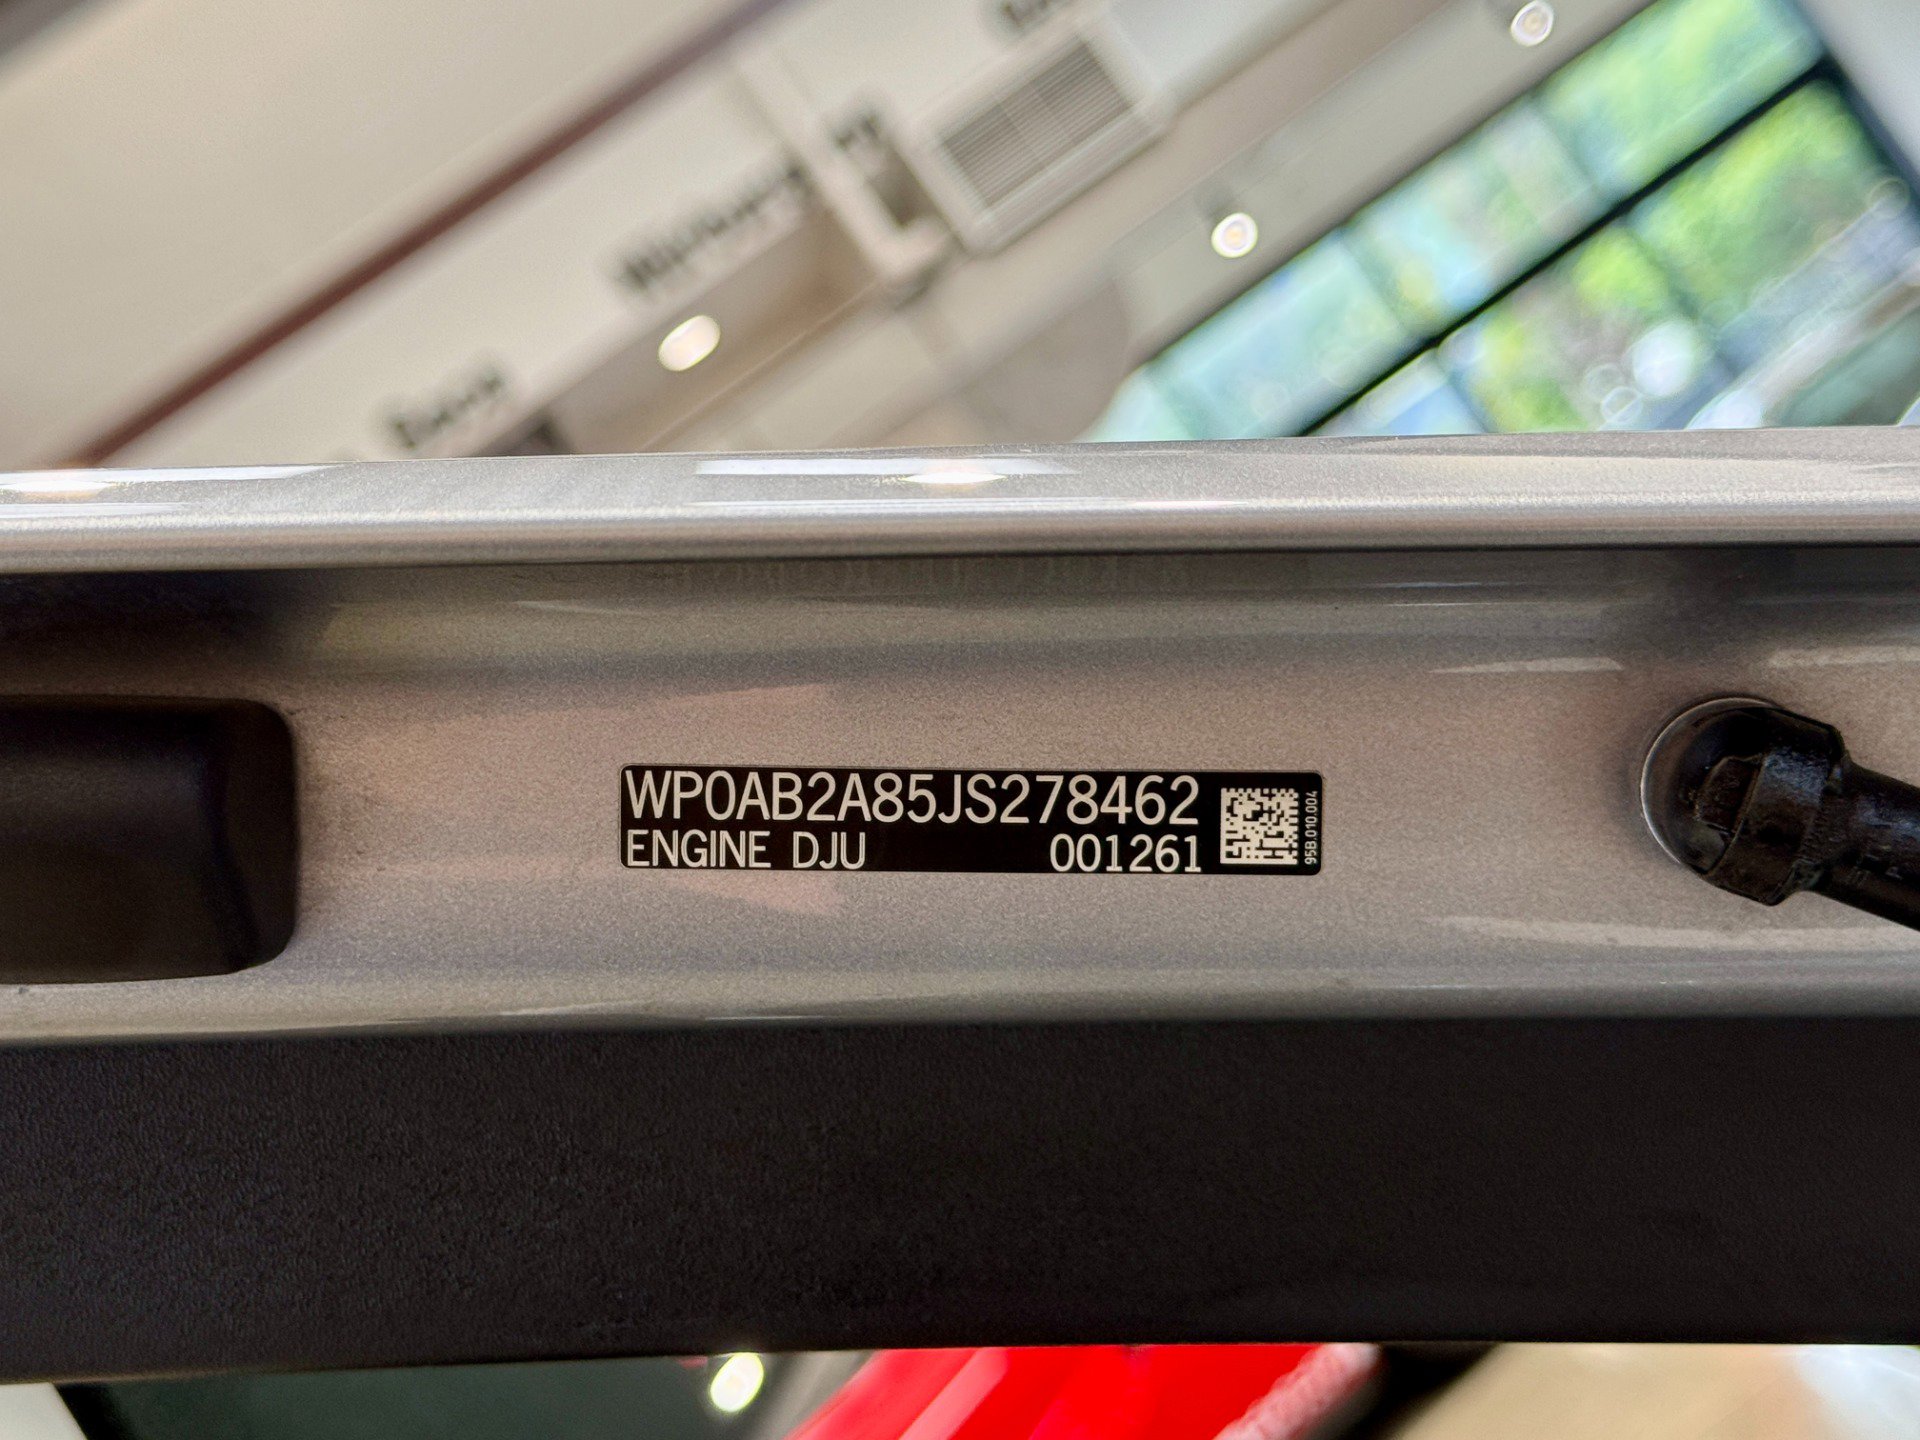 WP0AB2A85JS278462
ENGINE DJU 001261
95B.010.004